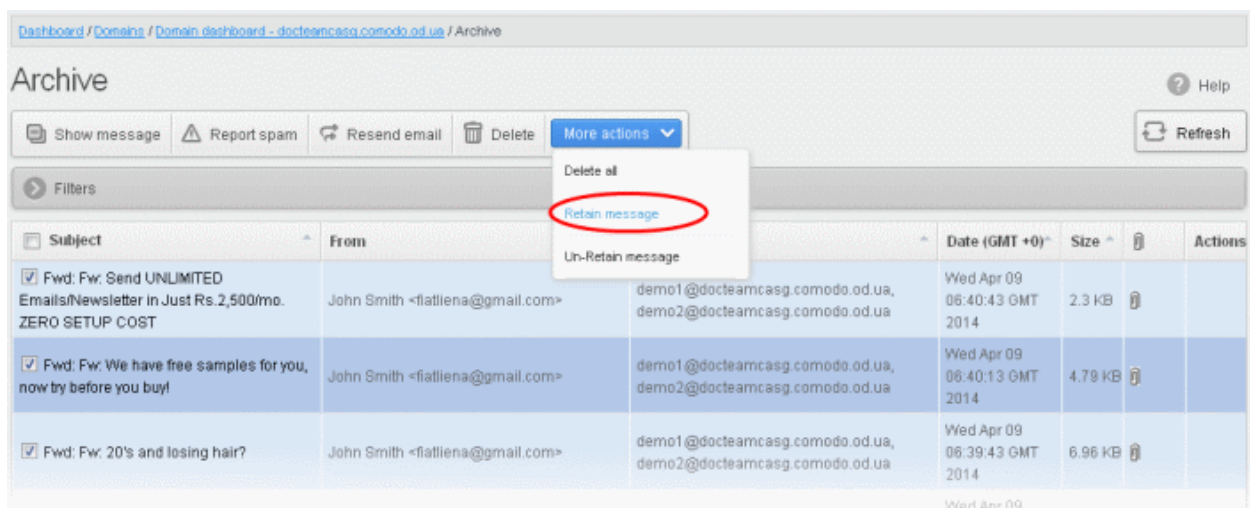 Dashboard / Domains / Domain dashboard - docteamcasg.comodo.od.ua / Archive
Archive
Help
Show message
Report spam
Resend email
Delete
More actions
Refresh
Delete all
Filters
Retain message
Un-Retain message
Subject
From
Date (GMT +0)
Size
Actions
Fwd: Fw: Send UNLIMITED
Emails/Newsletter in Just Rs.2,500/mo.
ZERO SETUP COST
John Smith <fiatliena@gmail.com>
demo1@docteamcasg.comodo.od.ua,
demo2@docteamcasg.comodo.od.ua
Wed Apr 09
06:40:43 GMT
2014
2.3 KB
Fwd: Fw: We have free samples for you,
now try before you buy!
John Smith <fiatliena@gmail.com>
demo1@docteamcasg.comodo.od.ua,
demo2@docteamcasg.comodo.od.ua
Wed Apr 09
06:40:13 GMT
2014
4.79 KB
Fwd: Fw: 20's and losing hair?
John Smith <fiatliena@gmail.com>
demo1@docteamcasg.comodo.od.ua,
demo2@docteamcasg.comodo.od.ua
Wed Apr 09
06:39:43 GMT
2014
6.96 KB
Wed Apr 09